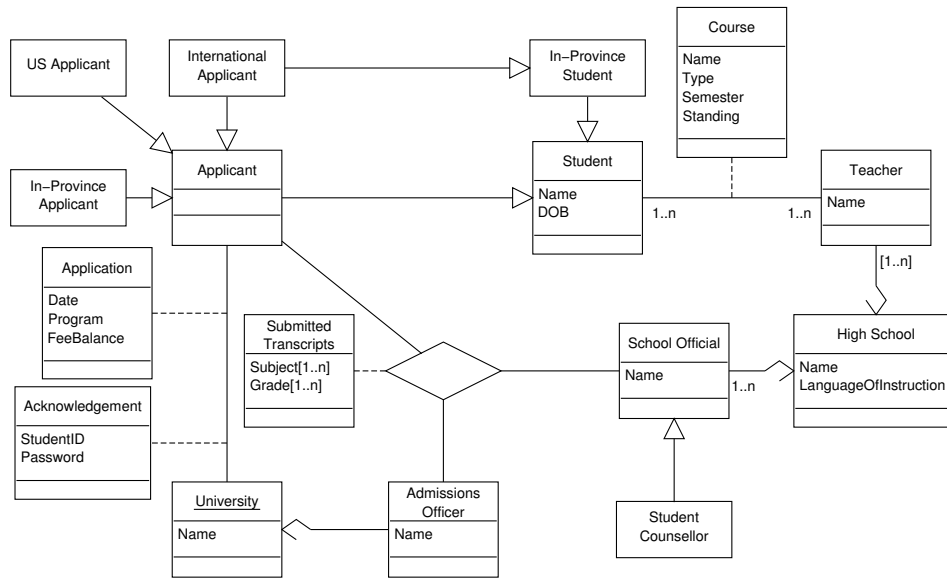 US Applicant
International
Applicant
In−Province
Student
Course
Name
Type
Semester
Standing
In−Province
Applicant
Applicant
Student
Name
DOB
1..n
1..n
Teacher
Name
[1..n]
Application
Date
Program
FeeBalance
Submitted
Transcripts
Subject[1..n]
Grade[1..n]
School Official
Name
1..n
High School
Name
LanguageOfInstruction
Acknowledgement
StudentID
Password
University
Name
Admissions
Officer
Name
Student
Counsellor